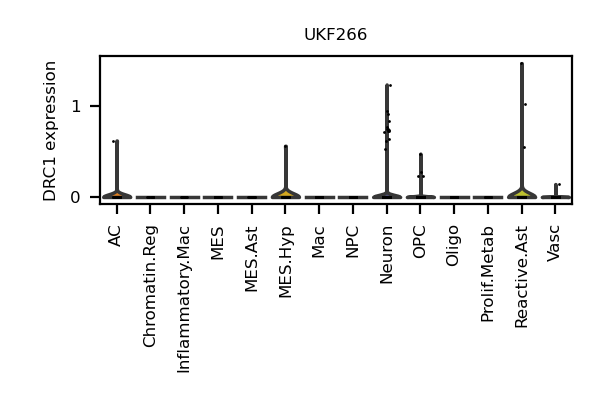 UKF266
DRC1 expression
1
0
AC
Chromatin.Reg
Inflammatory.Mac
MES
MES.Ast
MES.Hyp
Mac
NPC
Neuron
OPC
Oligo
Prolif.Metab
Reactive.Ast
Vasc